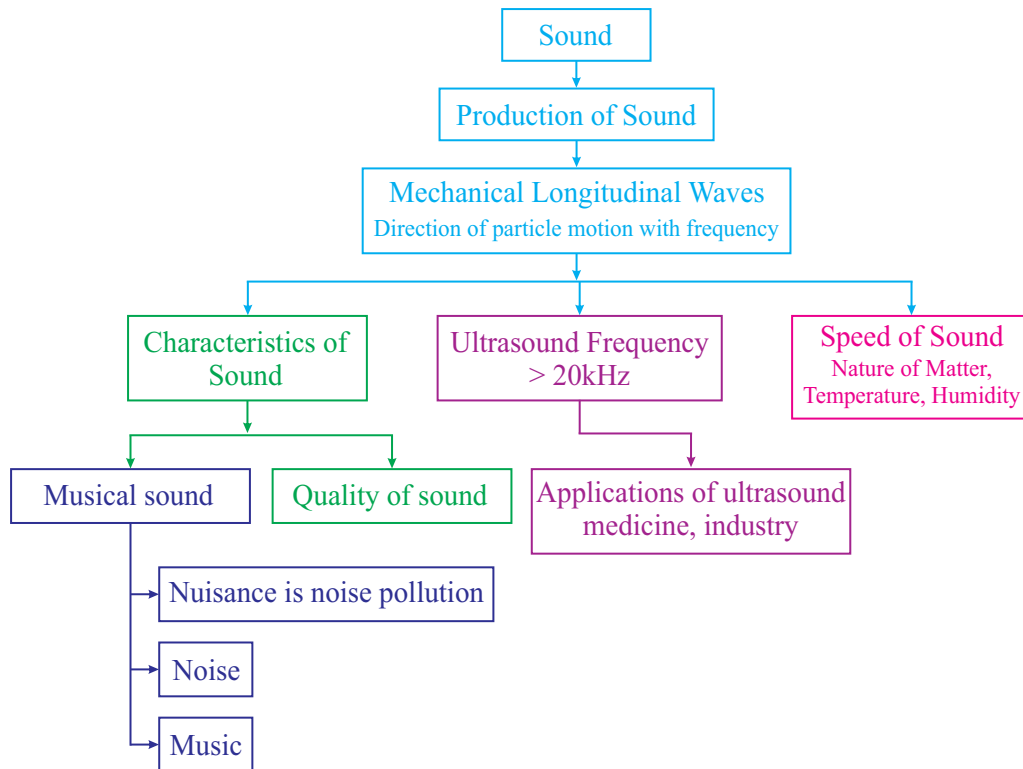 Sound
Production of Sound
Mechanical Longitudinal Waves
Direction of particle motion with frequency
Characteristics of
Sound
Ultrasound Frequency
> 20kHz
Speed of Sound
Nature of Matter,
Temperature, Humidity
Musical sound
Quality of sound
Applications of ultrasound
medicine, industry
Nuisance is noise pollution
Noise
Music